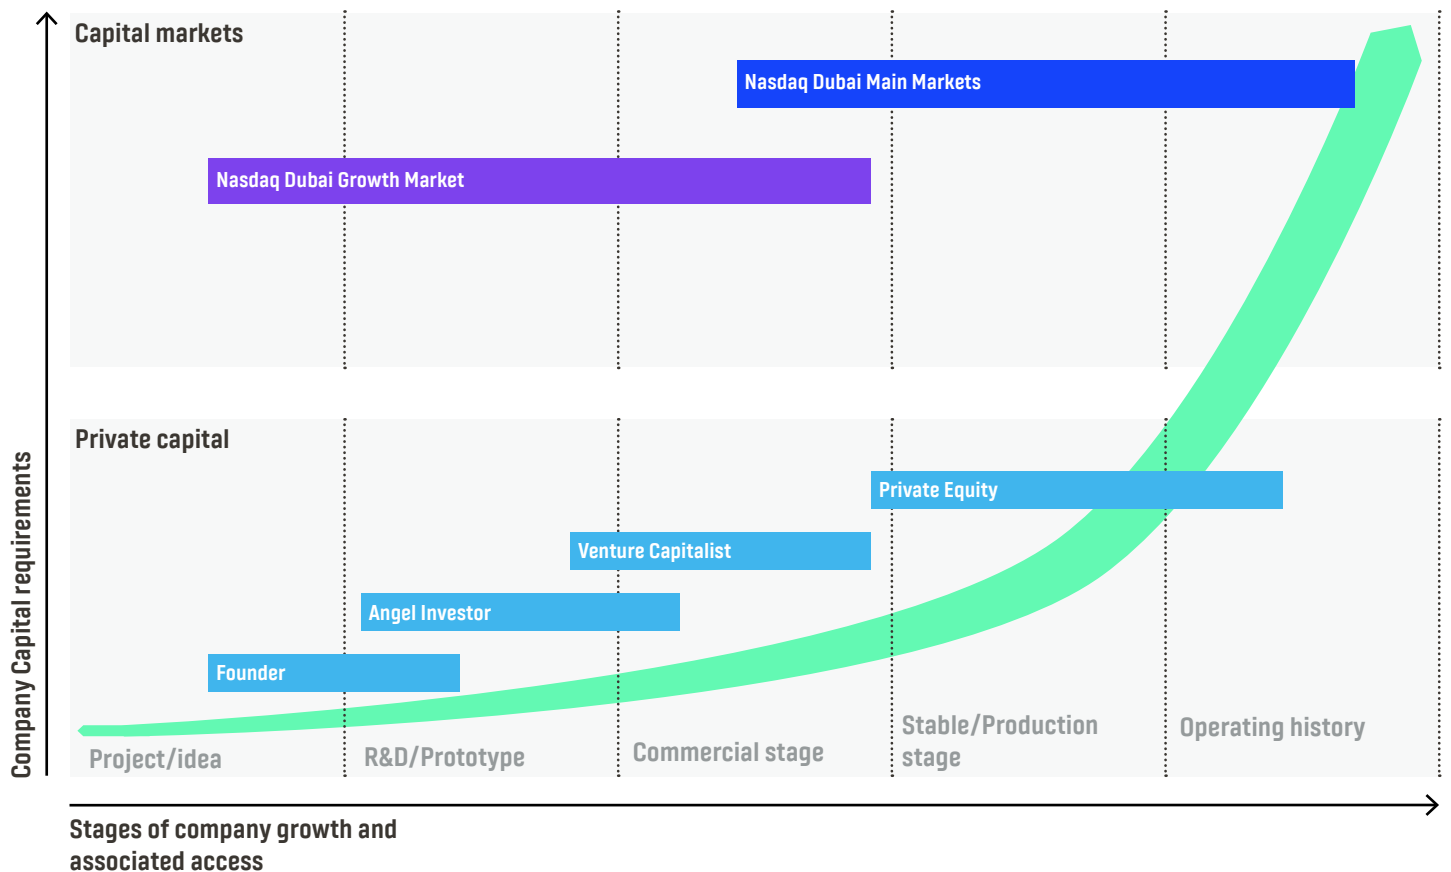 Capital markets
Nasdaq Dubai Main Markets
Nasdaq Dubai Growth Market
Private capital
Private Equity
Venture Capitalist
Angel Investor
Founder
Project/idea
R&D/Prototype
Commercial stage
Stable/Production
stage
Operating history
Company Capital requirements
Stages of company growth and
associated access